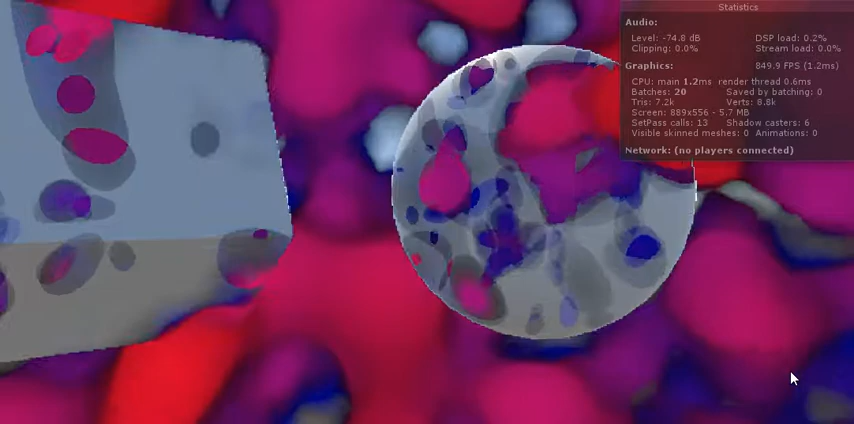 Statistics
Audio:
Level: -74.8 dB DSP load: 0.2%
Clipping: 0.0% Stream load: 0.0%
Graphics: 849.9 FPS (1.2ms)
CPU: main 1.2ms render thread 0.6ms
Batches: 20 Saved by batching: 0
Tris: 7.2k Verts: 8.8k
Screen: 889x556 - 5.7 MB
SetPass calls: 13 Shadow casters: 6
Visible skinned meshes: 0 Animations: 0
Network: (no players connected)